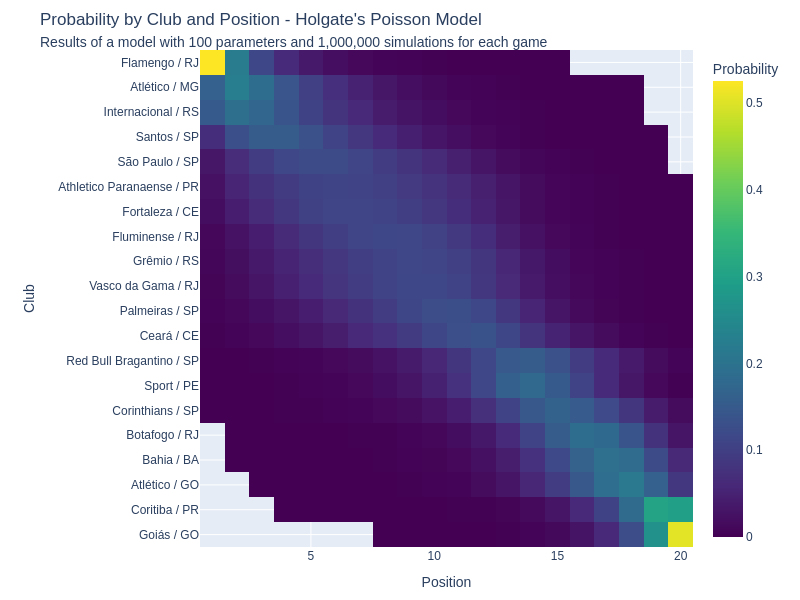 Probability by Club and Position - Holgate's Poisson Model
Results of a model with 100 parameters and 1,000,000 simulations for each game
Probability
Club
Flamengo / RJ
Atlético / MG
Internacional / RS
Santos / SP
São Paulo / SP
Athletico Paranaense / PR
Fortaleza / CE
Fluminense / RJ
Grêmio / RS
Vasco da Gama / RJ
Palmeiras / SP
Ceará / CE
Red Bull Bragantino / SP
Sport / PE
Corinthians / SP
Botafogo / RJ
Bahia / BA
Atlético / GO
Coritiba / PR
Goiás / GO
0.5
0.4
0.3
0.2
0.1
0
5
10
15
20
Position